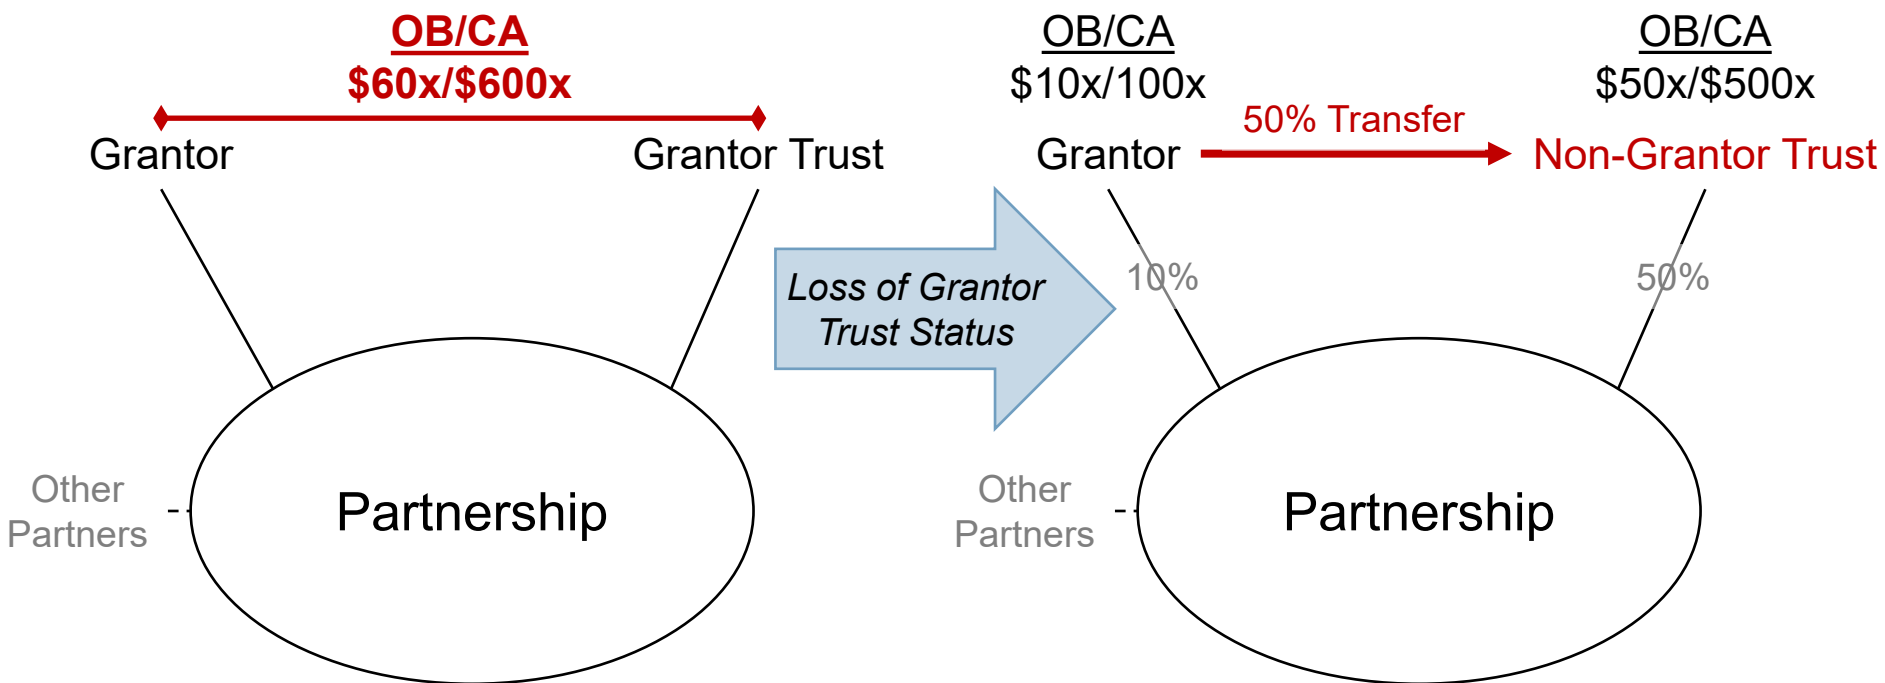 OB/CA
$60x/$600x
Grantor
Grantor Trust
Other
Partners
Partnership
Loss of Grantor
Trust Status
OB/CA
$10x/100x
OB/CA
$50x/$500x
50% Transfer
Grantor
Non-Grantor Trust
10%
50%
Other
Partners
Partnership